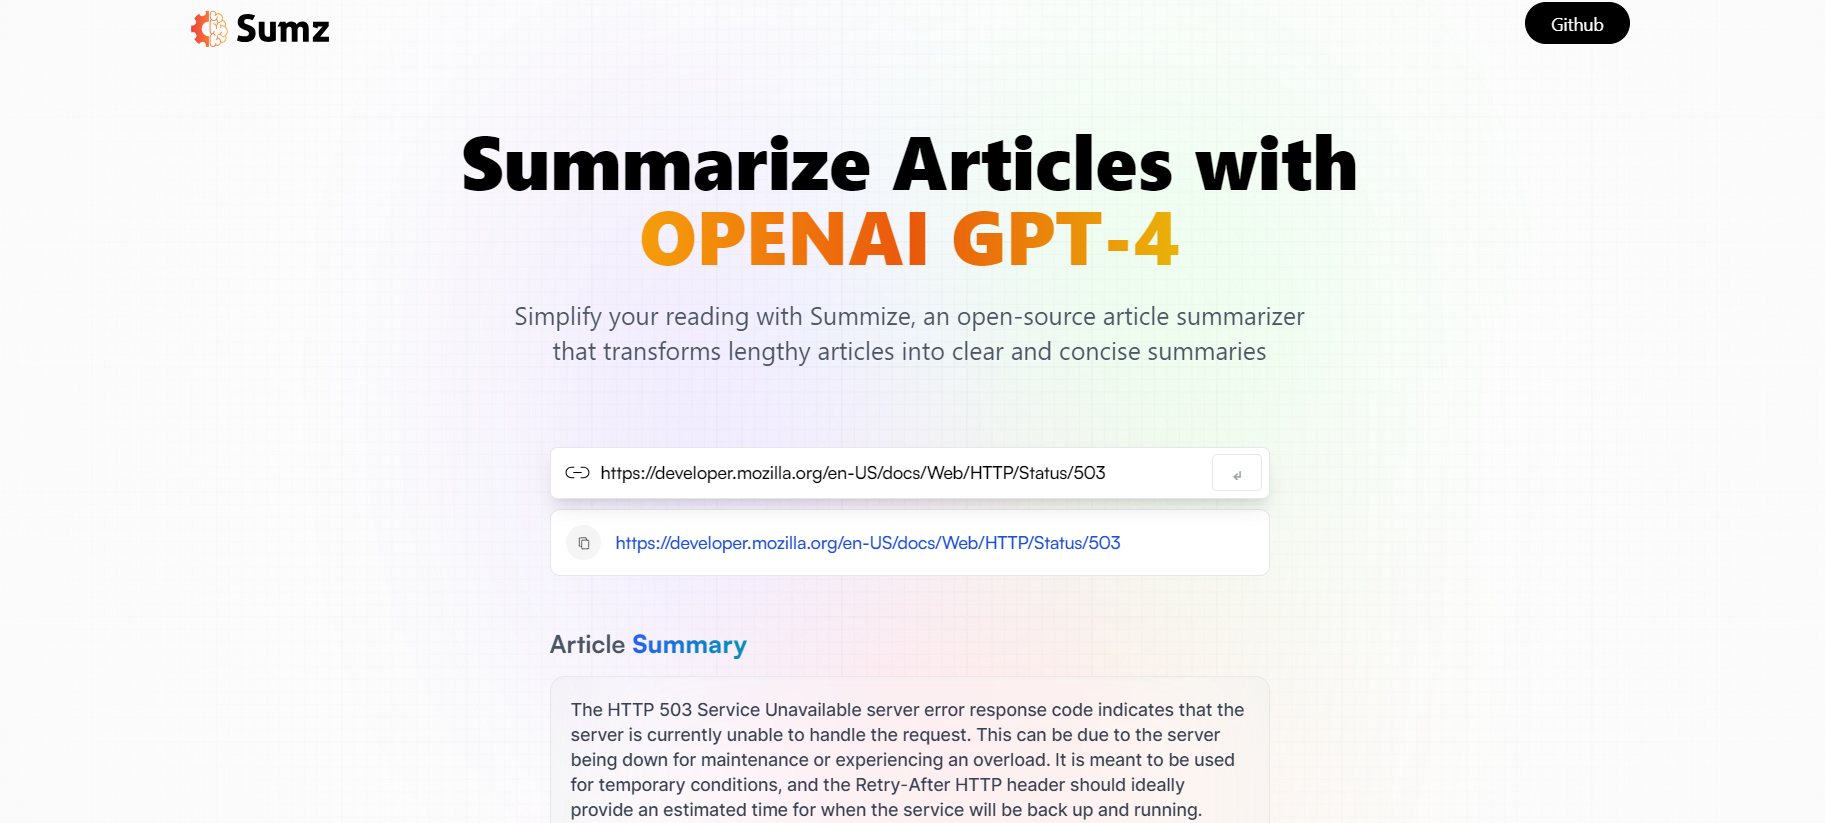 Sumz
Github
Summarize Articles with
OPENAI GPT-4
Simplify your reading with Summize, an open-source article summarizer
that transforms lengthy articles into clear and concise summaries
https://developer.mozilla.org/en-US/docs/Web/HTTP/Status/503
↲
https://developer.mozilla.org/en-US/docs/Web/HTTP/Status/503
Article Summary
The HTTP 503 Service Unavailable server error response code indicates that the
server is currently unable to handle the request. This can be due to the server
being down for maintenance or experiencing an overload. It is meant to be used
for temporary conditions, and the Retry-After HTTP header should ideally
provide an estimated time for when the service will be back up and running.